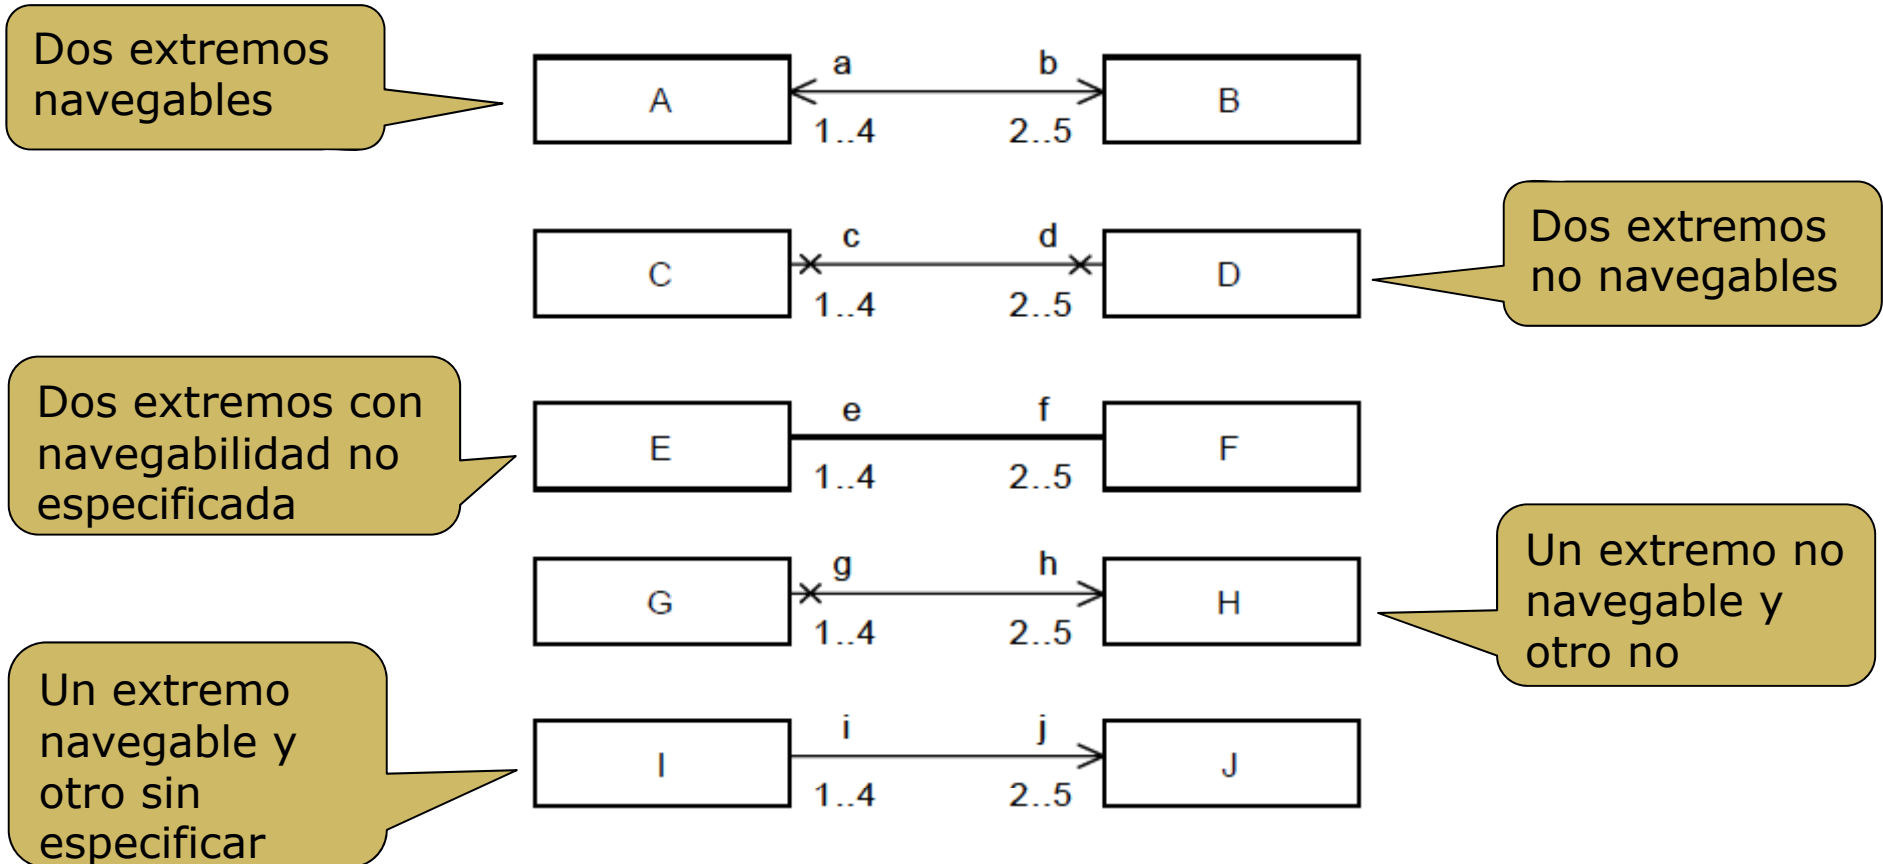 Dos extremos
navegables
a b
A B
1..4 2..5
Dos extremos
no navegables
c d
C D
1..4 2..5
Dos extremos con
navegabilidad no
especificada
e f
E F
1..4 2..5
Un extremo no
navegable y
otro no
g h
G H
1..4 2..5
Un extremo
navegable y
otro sin
especificar
i j
I J
1..4 2..5